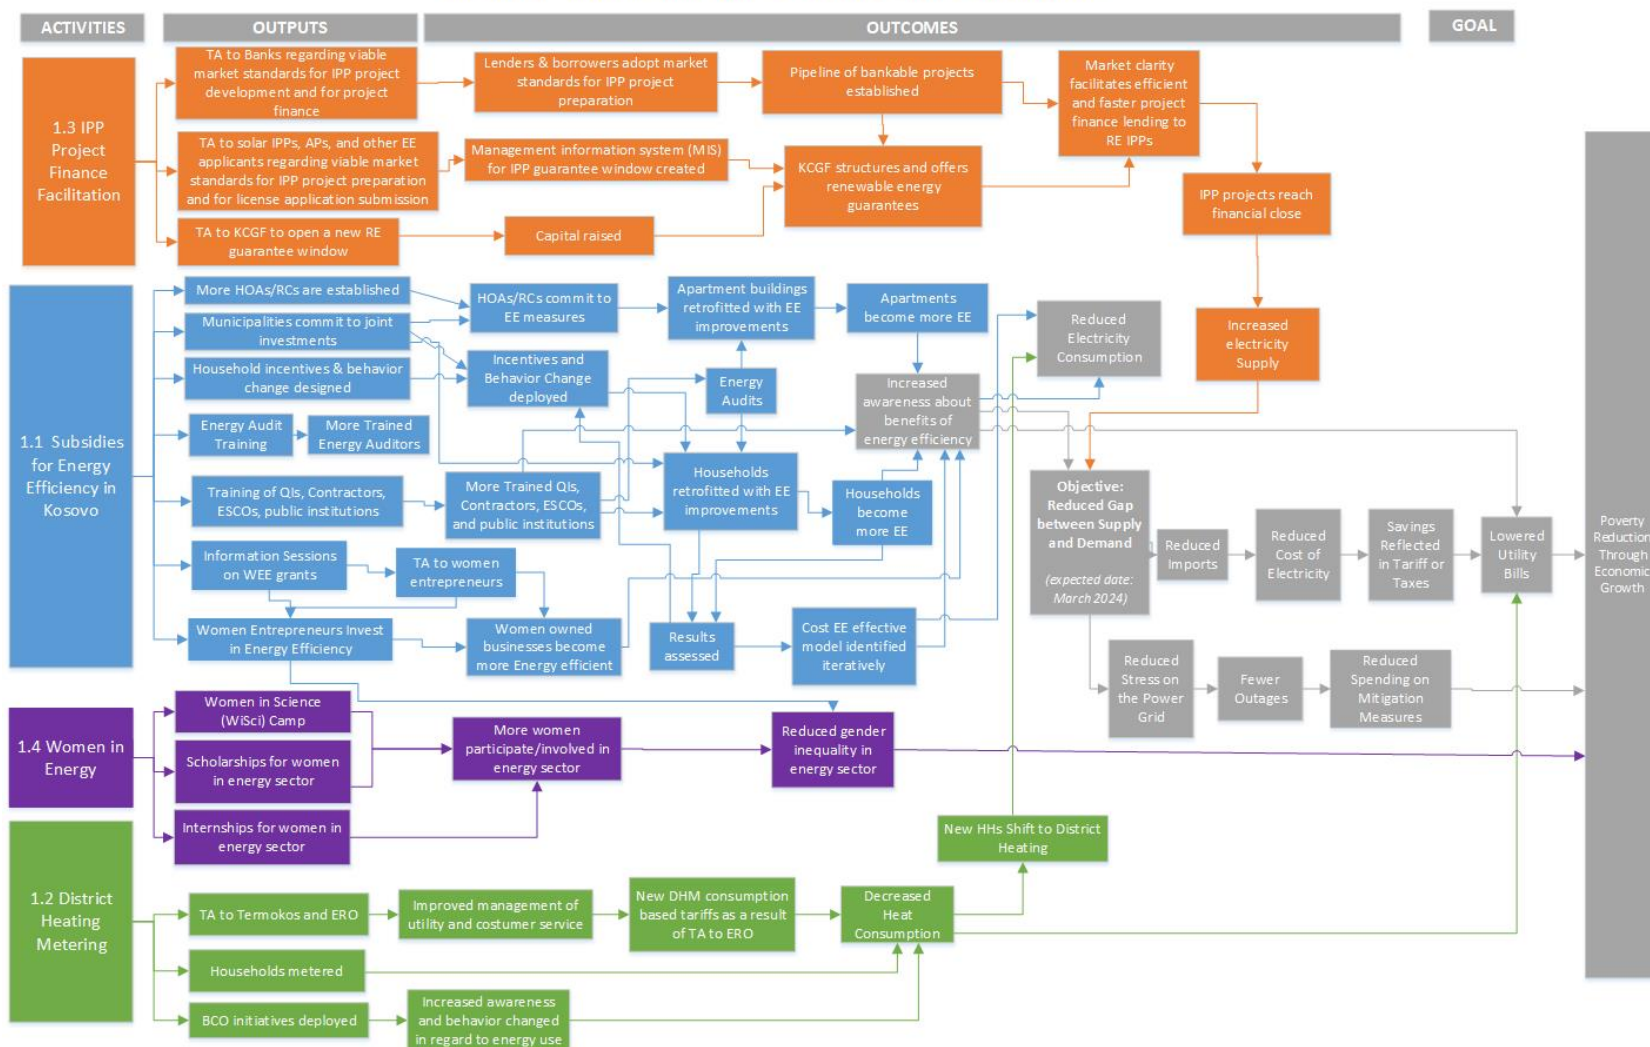 ACTIVITIES
OUTPUTS
OUTCOMES
GOAL
1.3 IPP
Project
Finance
Facilitation
TA to Banks regarding viable
market standards for IPP project
development and for project
finance
Lenders & borrowers adopt market
standards for IPP project
preparation
Pipeline of bankable projects
established
Market clarity
facilitates efficient
and faster project
finance lending to
RE IPPs
TA to solar IPPs, APs, and other EE
applicants regarding viable market
standards for IPP project preparation
and for license application submission
Management information system (MIS)
for IPP guarantee window created
KCGF structures and offers
renewable energy
guarantees
IPP projects reach
financial close
TA to KCGF to open a new RE
guarantee window
Capital raised
Increased
electricity
Supply
1.1 Subsidies
for Energy
Efficiency in
Kosovo
More HOAs/RCs are established
Municipalities commit to joint
investments
Household incentives & behavior
change designed
Energy Audit
Training
More Trained
Energy Auditors
Training of QIs, Contractors,
ESCOs, public institutions
Information Sessions
on WEE grants
TA to women
entrepreneurs
Women Entrepreneurs Invest
in Energy Efficiency
HOAs/RCs commit to
EE measures
Incentives and
Behavior Change
deployed
More Trained QIs,
Contractors, ESCOs,
and public institutions
Women owned
businesses become
more Energy efficient
Apartment buildings
retrofitted with EE
improvements
Energy
Audits
Households
retrofitted with EE
improvements
Results
assessed
Apartments
become more EE
Increased
awareness about
benefits of
energy efficiency
Households
become
more EE
Cost EE effective
model identified
iteratively
Reduced
Electricity
Consumption
Objective:
Reduced Gap
between Supply
and Demand
(expected date:
March 2024)
Reduced
Imports
Reduced
Cost of
Electricity
Savings
Reflected
in Tariff or
Taxes
Lowered
Utility
Bills
Reduced
Stress on
the Power
Grid
Fewer
Outages
Reduced
Spending on
Mitigation
Measures
Poverty
Reduction
Through
Economic
Growth
1.4 Women in
Energy
Women in Science
(WiSci) Camp
Scholarships for women
in energy sector
Internships for women in
energy sector
More women
participate/involved in
energy sector
Reduced gender
inequality in
energy sector
1.2 District
Heating
Metering
TA to Termokos and ERO
Improved management of
utility and costumer service
New DHM consumption
based tariffs as a result
of TA to ERO
Decreased
Heat
Consumption
New HHs Shift to District
Heating
Households metered
BCO initiatives deployed
Increased awareness
and behavior changed
in regard to energy use